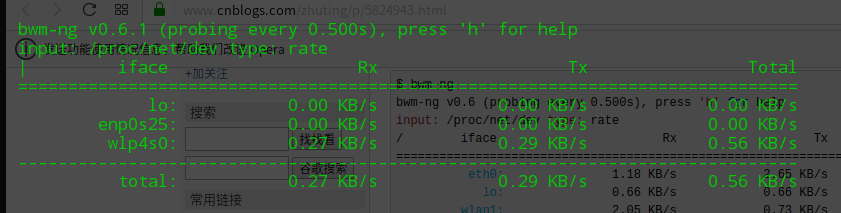 www.cnblogs.com/zhuting/p/5824943.html
bwm-ng v0.6.1 (probing every 0.500s), press 'h' for help
input: /proc/net/dev type: rate
| iface Rx Tx Total
==============================================================================
lo: 0.00 KB/s 0.00 KB/s 0.00 KB/s
enp0s25: 0.00 KB/s 0.00 KB/s 0.00 KB/s
wlp4s0: 0.27 KB/s 0.29 KB/s 0.56 KB/s
------------------------------------------------------------------------------
total: 0.27 KB/s 0.29 KB/s 0.56 KB/s
+加关注
搜索
找找看
谷歌搜索
常用链接
$ bwm-ng
bwm-ng v0.6 (probing every 0.500s), press 'h' for help
input: /proc/net/dev type: rate
/ iface Rx Tx
eth0: 1.18 KB/s 2.65 KB/s
lo: 0.66 KB/s 0.66 KB/s
wlan1: 2.05 KB/s 0.73 KB/s